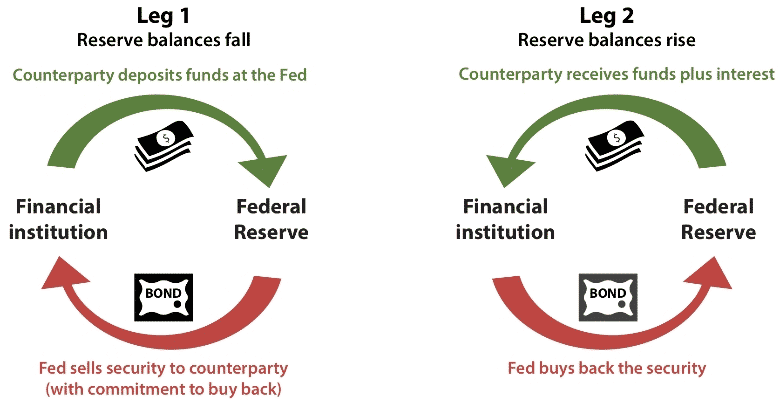 Leg 1
Reserve balances fall
Counterparty deposits funds at the Fed
$
Financial
institution
Federal
Reserve
BOND
Fed sells security to counterparty
(with commitment to buy back)
Leg 2
Reserve balances rise
Counterparty receives funds plus interest
$
Financial
institution
Federal
Reserve
BOND
Fed buys back the security